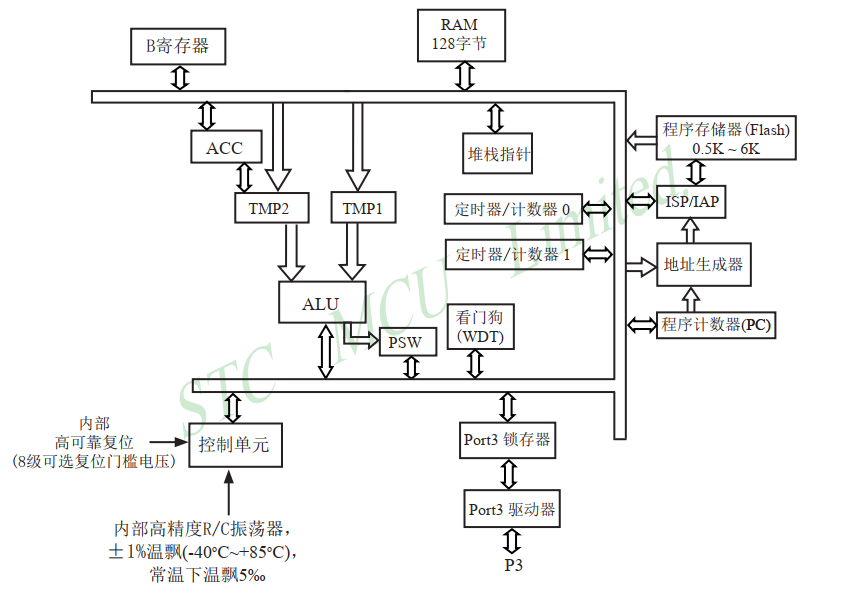 B寄存器
RAM
128字节
ACC
堆栈指针
程序存储器(Flash)
0.5K ~ 6K
TMP2
TMP1
定时器/计数器 0
ISP/IAP
定时器/计数器 1
地址生成器
ALU
看门狗
(WDT)
程序计数器(PC)
PSW
内部
高可靠复位
(8级可选复位门槛电压)
控制单元
Port3 锁存器
Port3 驱动器
内部高精度R/C振荡器，
±1%温飘(-40°C~+85°C)，
常温下温飘5‰
P3
STC MCU Limited.